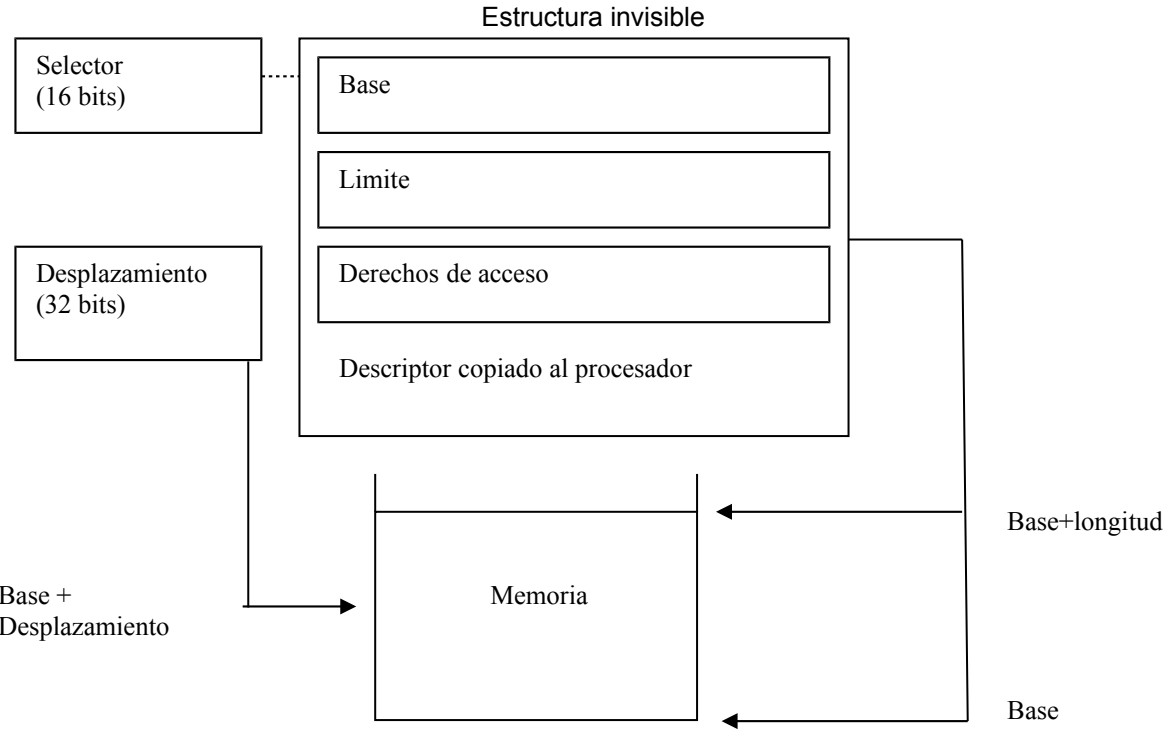 Estructura invisible
Selector
(16 bits)
Base
Limite
Desplazamiento
(32 bits)
Derechos de acceso
Descriptor copiado al procesador
Base+longitud
Base +
Desplazamiento
Memoria
Base